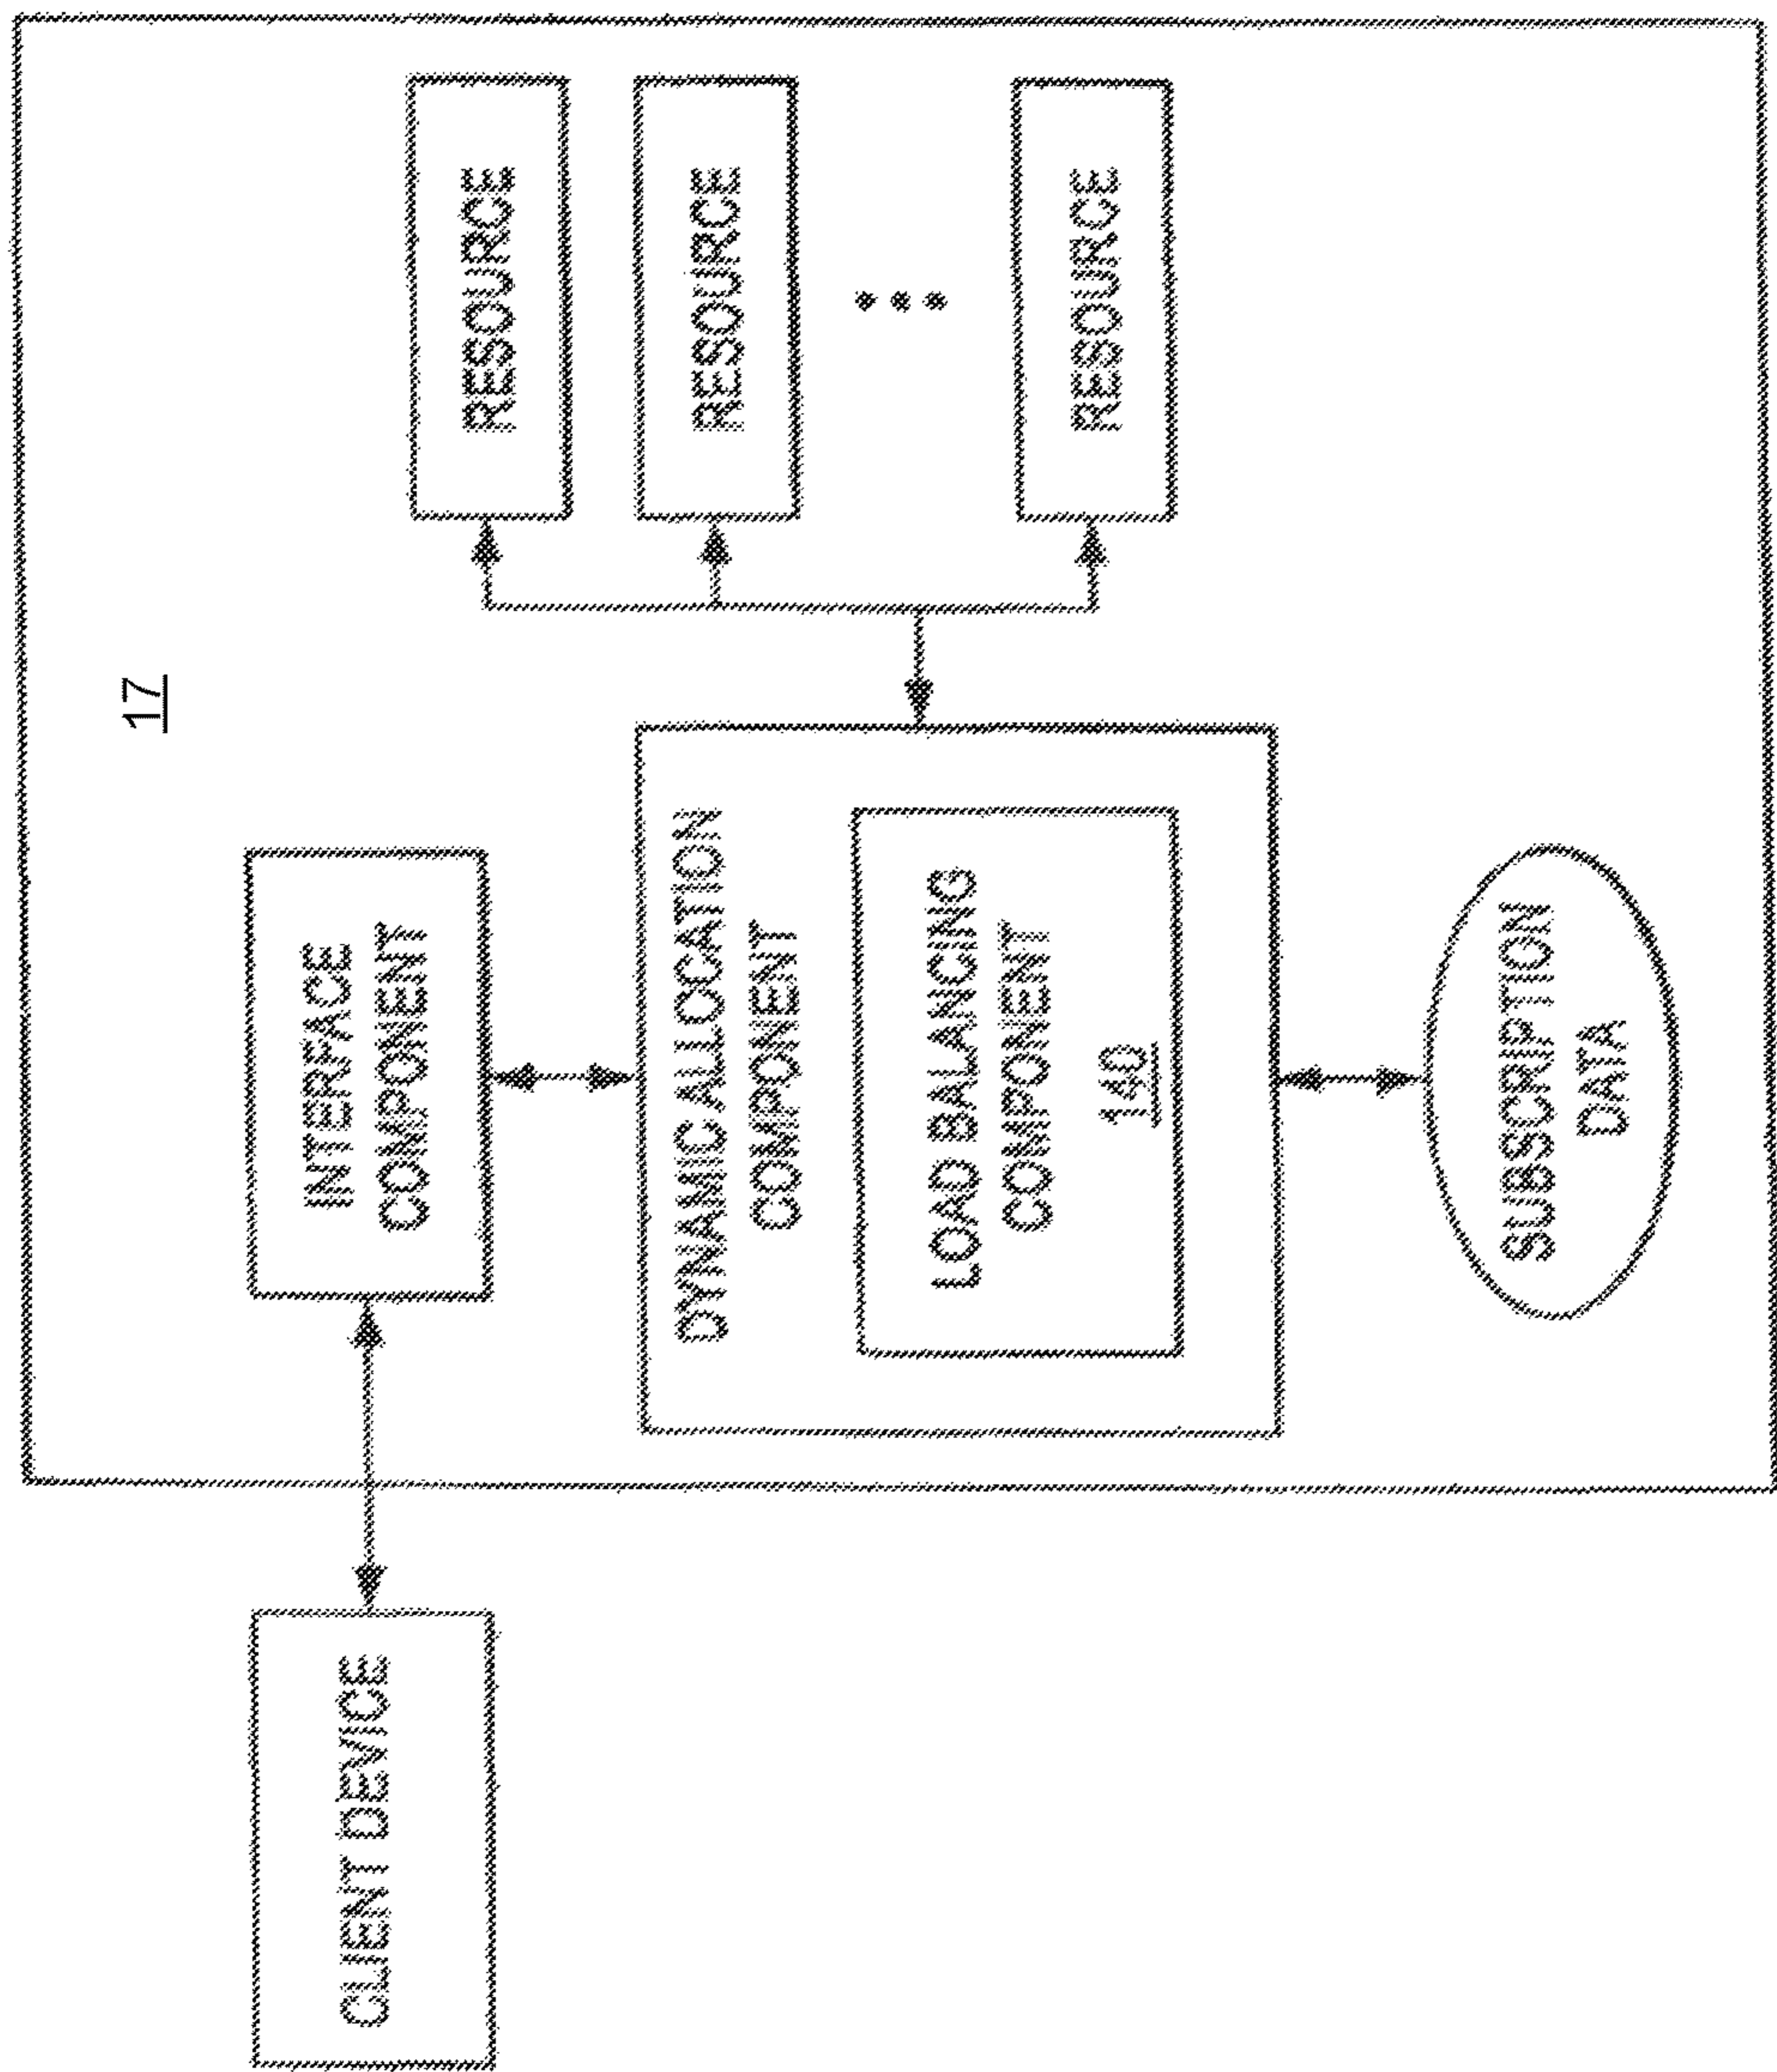 17
CLIENT DEVICE
INTERFACE
COMPONENT
RESOURCE
RESOURCE
RESOURCE
DYNAMIC ALLOCATION
COMPONENT
LOAD BALANCING
COMPONENT
140
SUBSCRIPTION
DATA